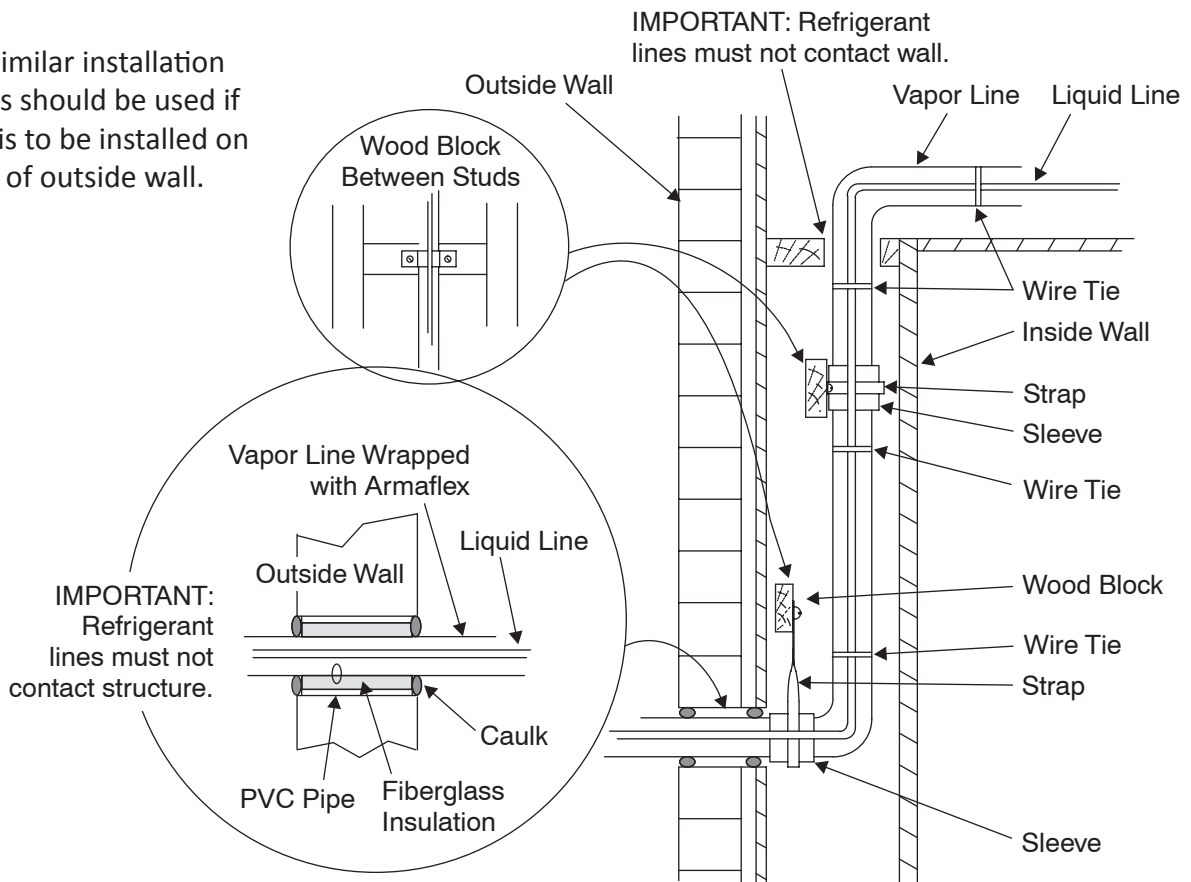 imilar installation
s should be used if
is to be installed on
of outside wall.
IMPORTANT: Refrigerant
lines must not contact wall.
Outside Wall
Vapor Line
Liquid Line
Wood Block
Between Studs
Wire Tie
Inside Wall
Strap
Sleeve
Wire Tie
Vapor Line Wrapped
with Armaflex
Liquid Line
Outside Wall
IMPORTANT:
Refrigerant
lines must not
contact structure.
Caulk
PVC Pipe
Fiberglass
Insulation
Wood Block
Wire Tie
Strap
Sleeve